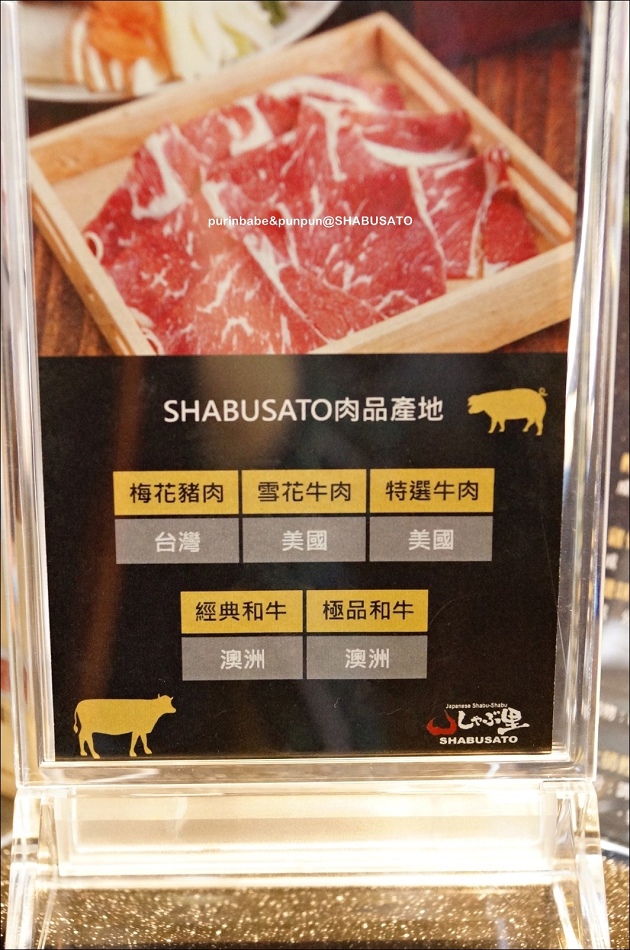 purinbabe&punpun@SHABUSATO
SHABUSATO肉品產地
梅花豬肉 雪花牛肉 特選牛肉
台灣 美國 美國
經典和牛 極品和牛
澳洲 澳洲
Japanese Shabu-Shabu
しゃぶ里
SHABUSATO